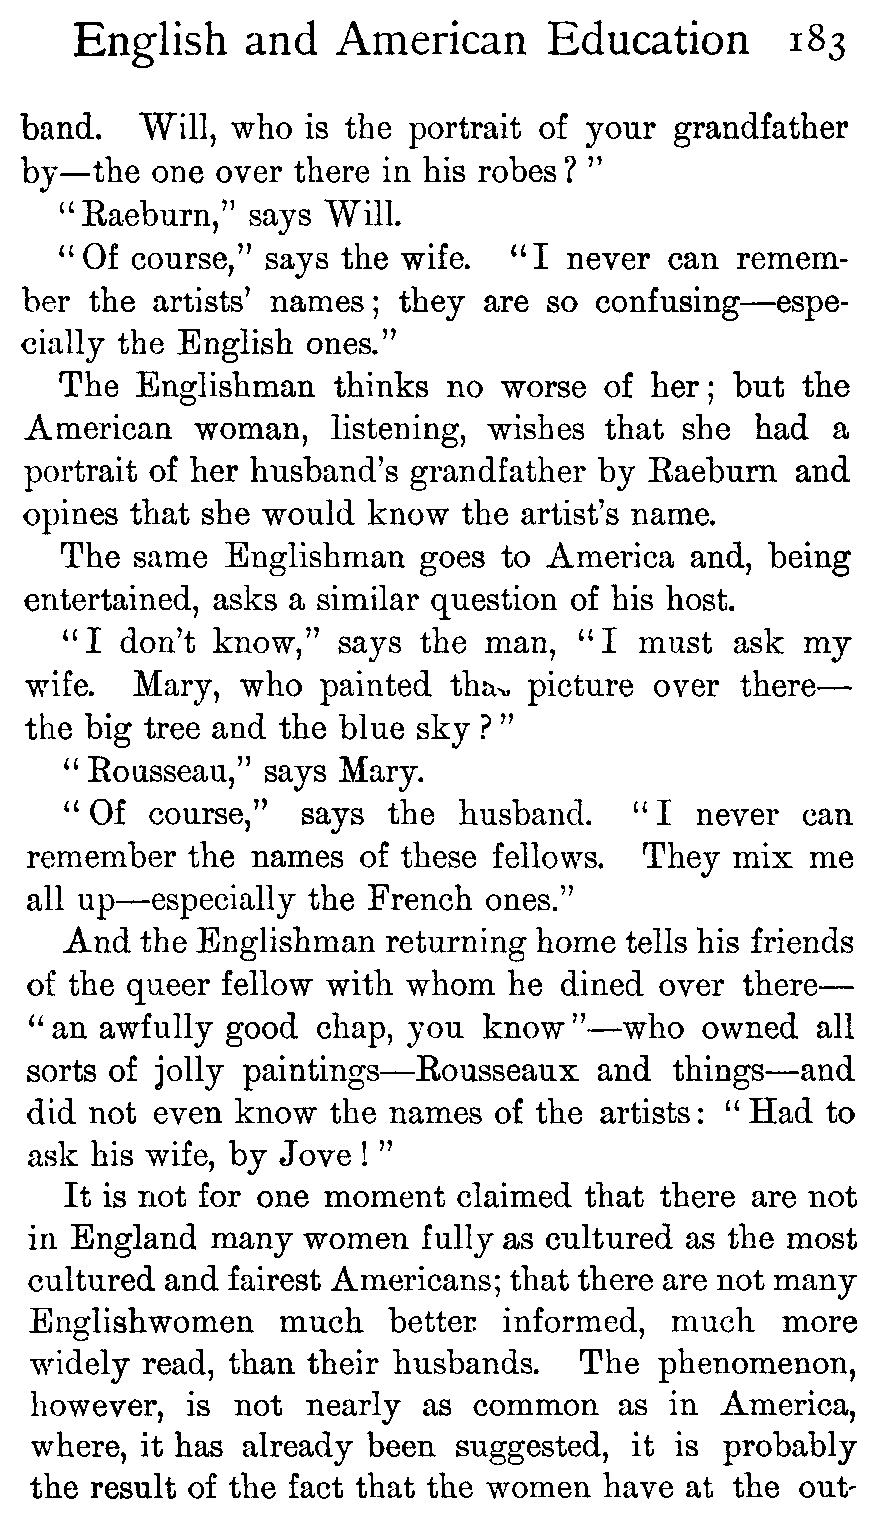 English and American Education 183
band. Will, who is the portrait of your grandfather
by—the one over there in his robes?”
“Raeburn,” says Will.
“Of course,” says the wife. “I never can remem-
ber the artists’ names; they are so confusing—espe-
cially the English ones.”
The Englishman thinks no worse of her; but the
American woman, listening, wishes that she had a
portrait of her husband’s grandfather by Raeburn and
opines that she would know the artist’s name.
The same Englishman goes to America and, being
entertained, asks a similar question of his host.
“I don’t know,” says the man, “I must ask my
wife. Mary, who painted that picture over there—
the big tree and the blue sky?”
“Rousseau,” says Mary.
“Of course,” says the husband. “I never can
remember the names of these fellows. They mix me
all up—especially the French ones.”
And the Englishman returning home tells his friends
of the queer fellow with whom he dined over there—
“an awfully good chap, you know”—who owned all
sorts of jolly paintings—Rousseaux and things—and
did not even know the names of the artists: “Had to
ask his wife, by Jove!”
It is not for one moment claimed that there are not
in England many women fully as cultured as the most
cultured and fairest Americans; that there are not many
Englishwomen much better informed, much more
widely read, than their husbands. The phenomenon,
however, is not nearly as common as in America,
where, it has already been suggested, it is probably
the result of the fact that the women have at the out-